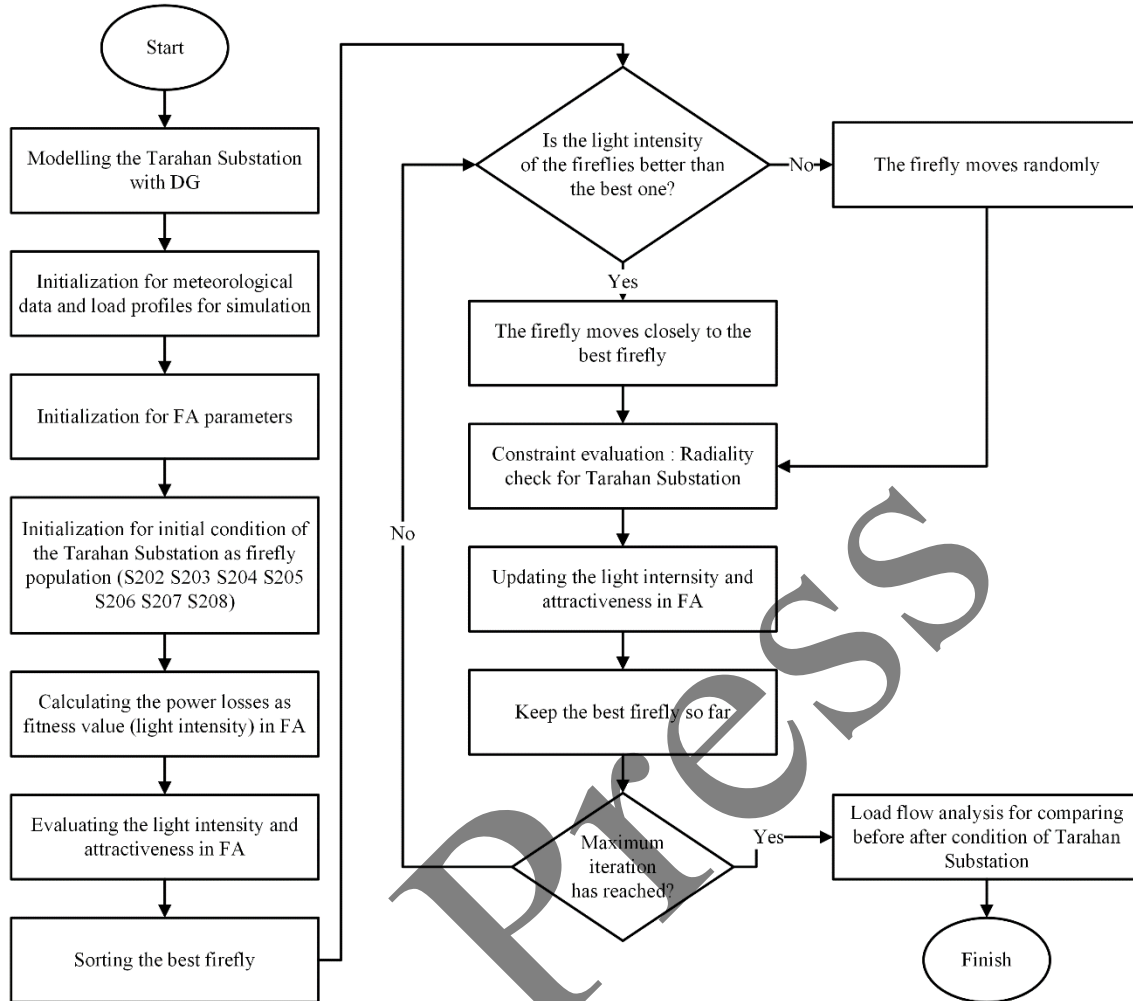 Start
Modelling the Tarahan Substation
with DG
Initialization for meteorological
data and load profiles for simulation
Initialization for FA parameters
Initialization for initial condition of
the Tarahan Substation as firefly
population (S202 S203 S204 S205
S206 S207 S208)
Calculating the power losses as
fitness value (light intensity) in FA
Evaluating the light intensity and
attractiveness in FA
Sorting the best firefly
Is the light intensity
of the fireflies better than
the best one?
No
The firefly moves randomly
Yes
The firefly moves closely to the
best firefly
Constraint evaluation : Radiality
check for Tarahan Substation
No
Updating the light internsity and
attractiveness in FA
Keep the best firefly so far
Maximum
iteration
has reached?
Yes
Load flow analysis for comparing
before after condition of Tarahan
Substation
Finish
Press